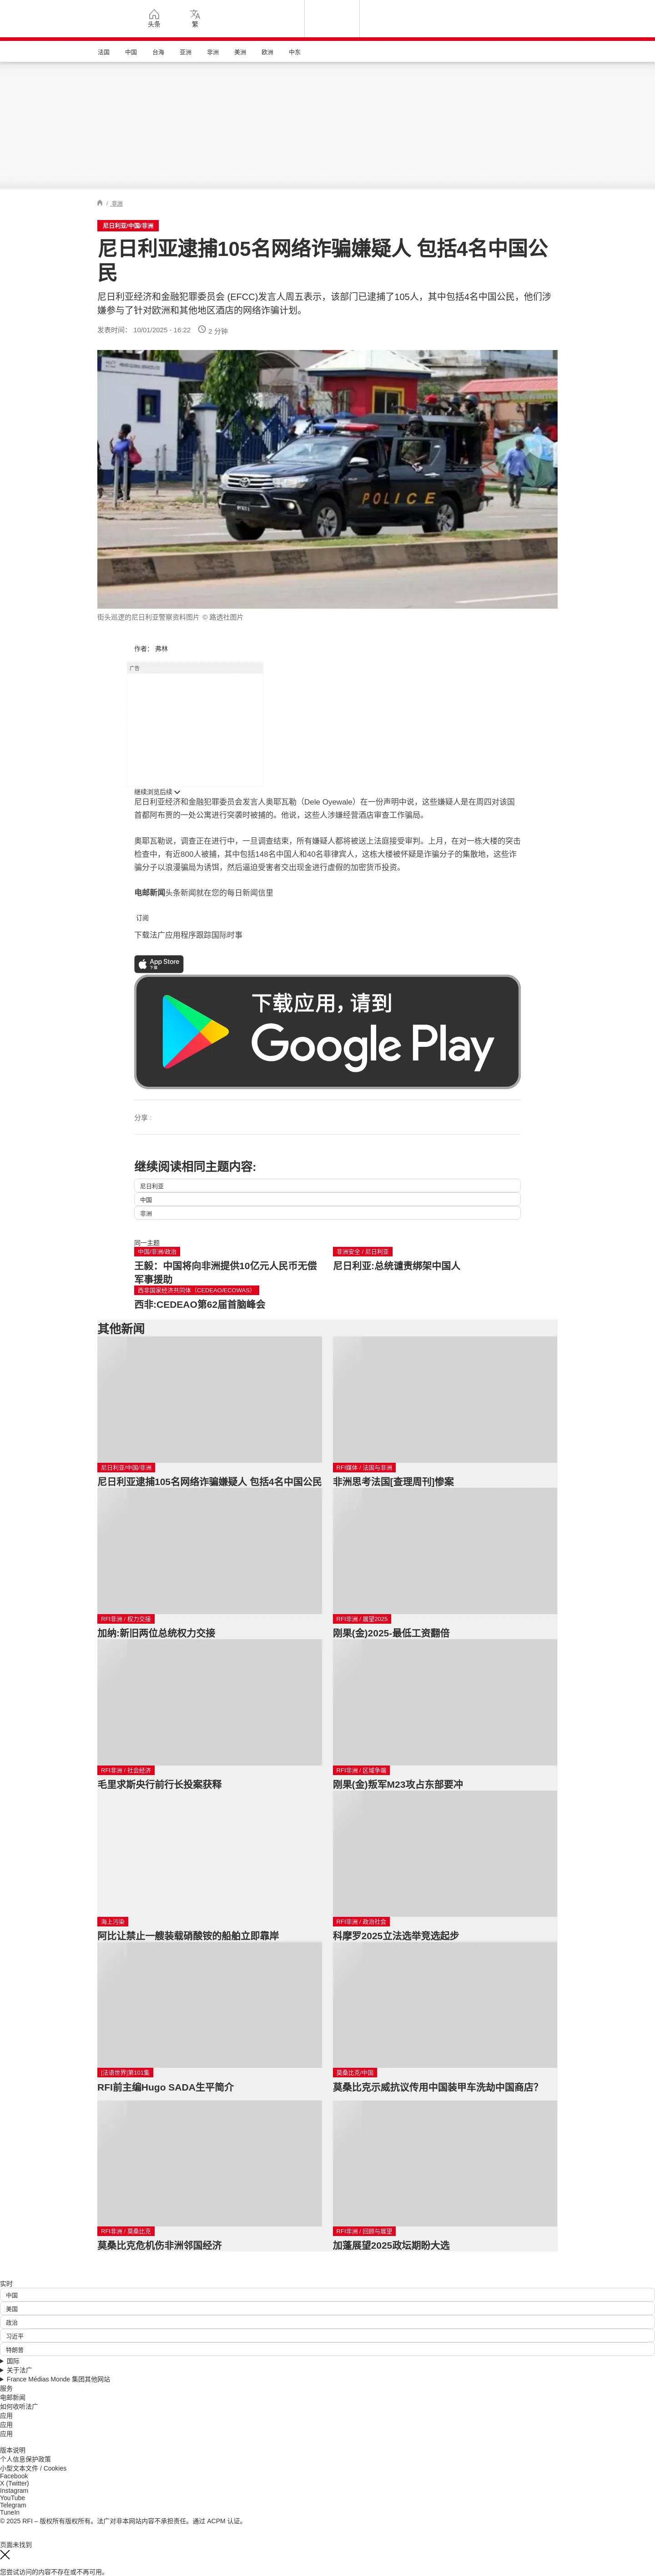 头条
繁
法国 中国 台海 亚洲 非洲 美洲 欧洲 中东
/ 非洲
尼日利亚/中国/非洲
尼日利亚逮捕105名网络诈骗嫌疑人 包括4名中国公
民
尼日利亚经济和金融犯罪委员会 (EFCC)发言人周五表示，该部门已逮捕了105人，其中包括4名中国公民，他们涉
嫌参与了针对欧洲和其他地区酒店的网络诈骗计划。
发表时间： 10/01/2025 - 16:22 2 分钟
POLICE
街头巡逻的尼日利亚警察资料图片 © 路透社图片
作者： 弗林
广告
继续浏览后续
尼日利亚经济和金融犯罪委员会发言人奥耶瓦勒（Dele Oyewale）在一份声明中说，这些嫌疑人是在周四对该国
首都阿布贾的一处公寓进行突袭时被捕的。他说，这些人涉嫌经营酒店审查工作骗局。
奥耶瓦勒说，调查正在进行中，一旦调查结束，所有嫌疑人都将被送上法庭接受审判。上月，在对一栋大楼的突击
检查中，有近800人被捕，其中包括148名中国人和40名菲律宾人，这栋大楼被怀疑是诈骗分子的集散地，这些诈
骗分子以浪漫骗局为诱饵，然后逼迫受害者交出现金进行虚假的加密货币投资。
电邮新闻头条新闻就在您的每日新闻信里
订阅
下载法广应用程序跟踪国际时事
App Store
下载
下载应用，请到
Google Play
分享 :
继续阅读相同主题内容:
尼日利亚
中国
非洲
同一主题
中国/非洲/政治
王毅：中国将向非洲提供10亿元人民币无偿
军事援助
非洲安全 / 尼日利亚
尼日利亚:总统谴责绑架中国人
西非国家经济共同体（CEDEAO/ECOWAS）
西非:CEDEAO第62届首脑峰会
其他新闻
尼日利亚/中国/非洲
尼日利亚逮捕105名网络诈骗嫌疑人 包括4名中国公民
RFI媒体 / 法国与非洲
非洲思考法国[查理周刊]惨案
RFI非洲 / 权力交接
加纳:新旧两位总统权力交接
RFI非洲 / 展望2025
刚果(金)2025-最低工资翻倍
RFI非洲 / 社会经济
毛里求斯央行前行长投案获释
RFI非洲 / 区域争端
刚果(金)叛军M23攻占东部要冲
海上污染
阿比让禁止一艘装载硝酸铵的船舶立即靠岸
RFI非洲 / 政治社会
科摩罗2025立法选举竞选起步
[法语世界]第101集
RFI前主编Hugo SADA生平简介
莫桑比克/中国
莫桑比克示威抗议传用中国装甲车洗劫中国商店?
RFI非洲 / 莫桑比克
莫桑比克危机伤非洲邻国经济
RFI非洲 / 回顾与展望
加蓬展望2025政坛期盼大选
实时
中国
美国
政治
习近平
特朗普
国际
关于法广
France Médias Monde 集团其他网站
服务
电邮新闻
如何收听法广
应用
应用
应用
版本说明
个人信息保护政策
小型文本文件 / Cookies
Facebook
X (Twitter)
Instagram
YouTube
Telegram
TuneIn
© 2025 RFI – 版权所有版权所有。法广对非本网站内容不承担责任。通过 ACPM 认证。
页面未找到
您尝试访问的内容不存在或不再可用。